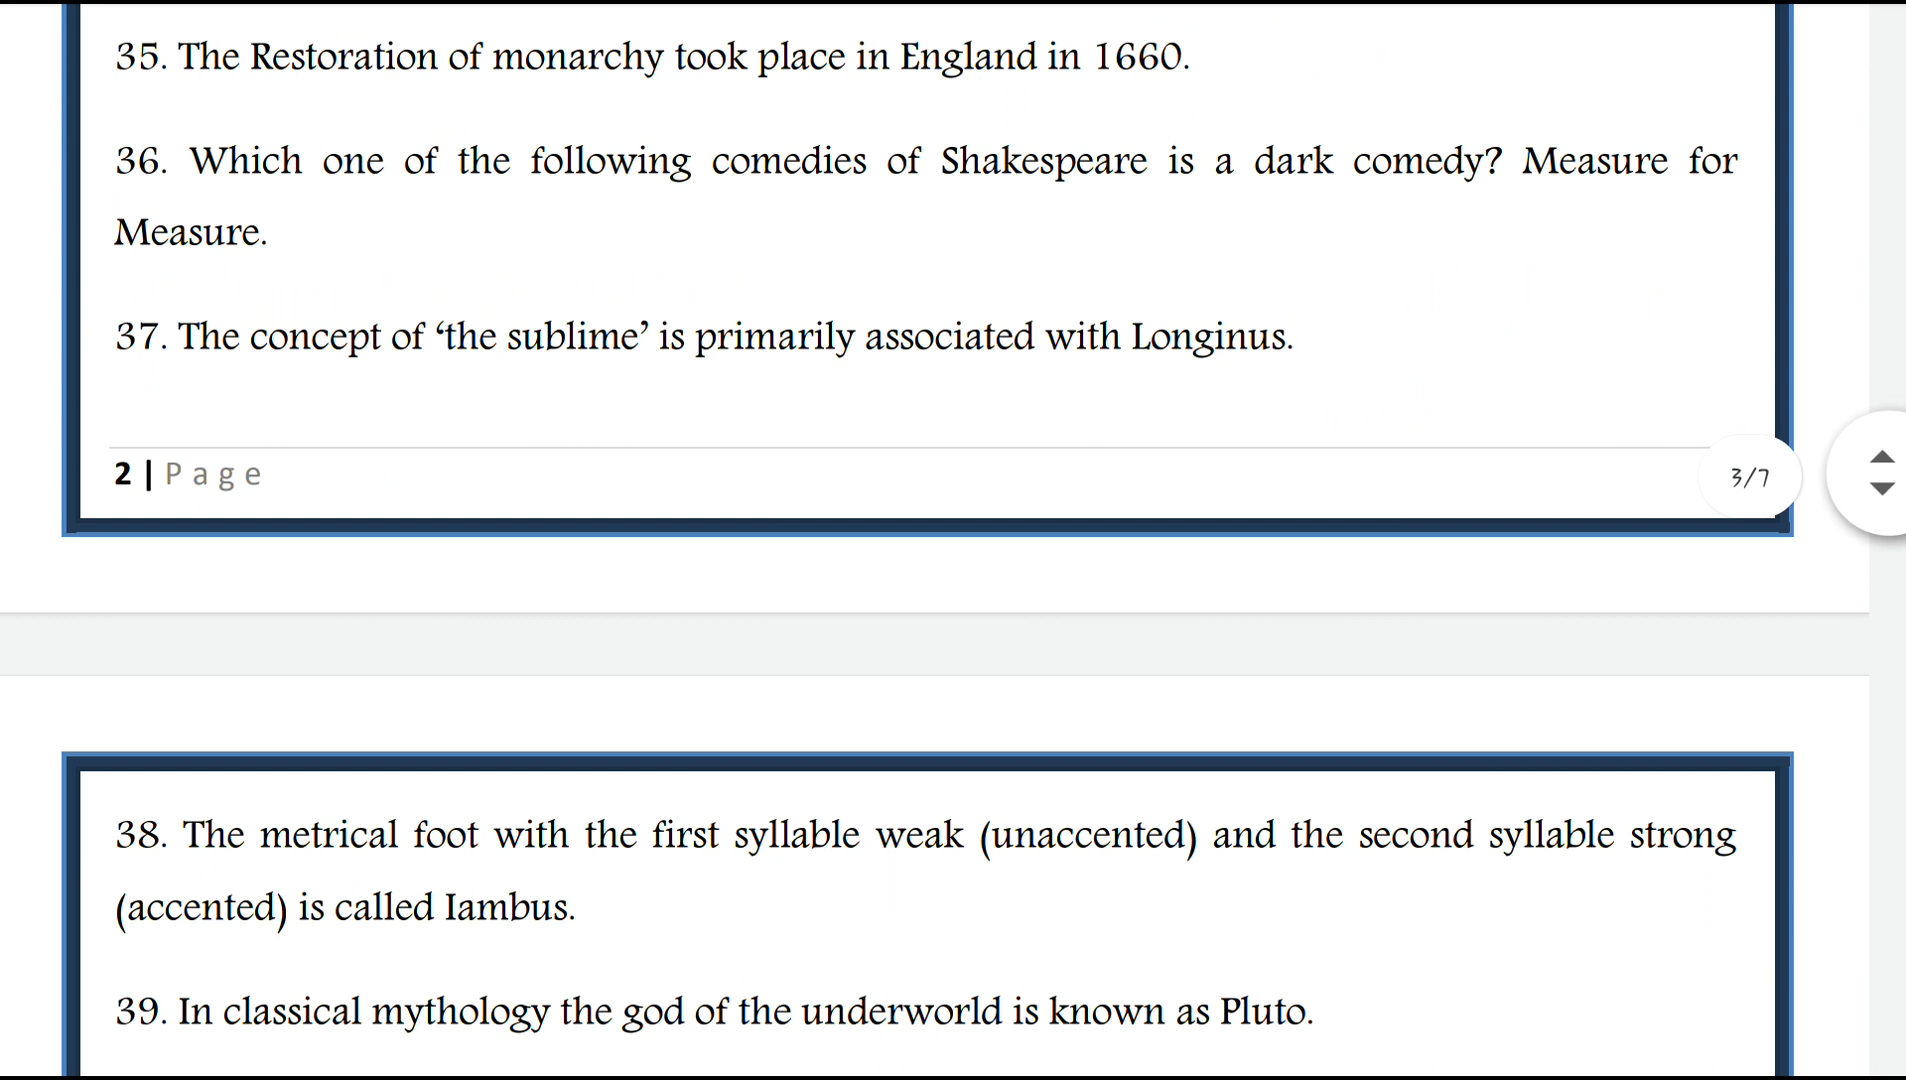 35. The Restoration of monarchy took place in England in 1660.
36. Which one of the following comedies of Shakespeare is a dark comedy? Measure for
Measure.
37. The concept of ‘the sublime’ is primarily associated with Longinus.
2 | Page
3/7
38. The metrical foot with the first syllable weak (unaccented) and the second syllable strong
(accented) is called Iambus.
39. In classical mythology the god of the underworld is known as Pluto.